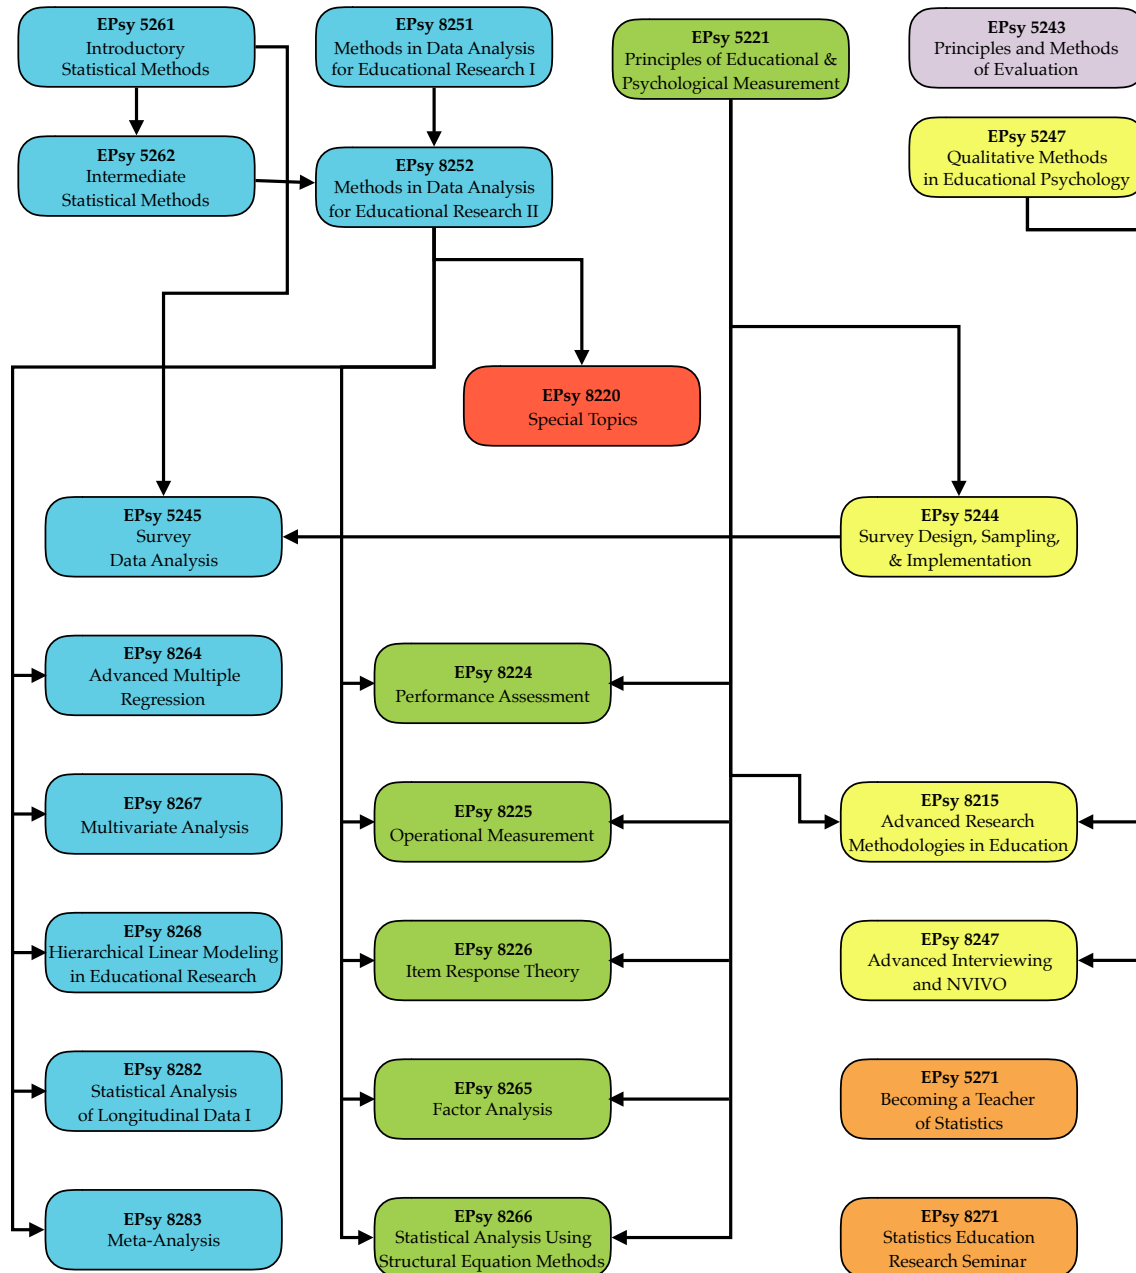 EPsy 5261
Introductory
Statistical Methods
EPsy 8251
Methods in Data Analysis
for Educational Research I
EPsy 5221
Principles of Educational &
Psychological Measurement
EPsy 5243
Principles and Methods
of Evaluation
EPsy 5262
Intermediate
Statistical Methods
EPsy 8252
Methods in Data Analysis
for Educational Research II
EPsy 5247
Qualitative Methods
in Educational Psychology
EPsy 8220
Special Topics
EPsy 5245
Survey
Data Analysis
EPsy 5244
Survey Design, Sampling,
& Implementation
EPsy 8264
Advanced Multiple
Regression
EPsy 8224
Performance Assessment
EPsy 8267
Multivariate Analysis
EPsy 8225
Operational Measurement
EPsy 8215
Advanced Research
Methodologies in Education
EPsy 8268
Hierarchical Linear Modeling
in Educational Research
EPsy 8226
Item Response Theory
EPsy 8247
Advanced Interviewing
and NVIVO
EPsy 8282
Statistical Analysis
of Longitudinal Data I
EPsy 8265
Factor Analysis
EPsy 5271
Becoming a Teacher
of Statistics
EPsy 8283
Meta-Analysis
EPsy 8266
Statistical Analysis Using
Structural Equation Methods
EPsy 8271
Statistics Education
Research Seminar